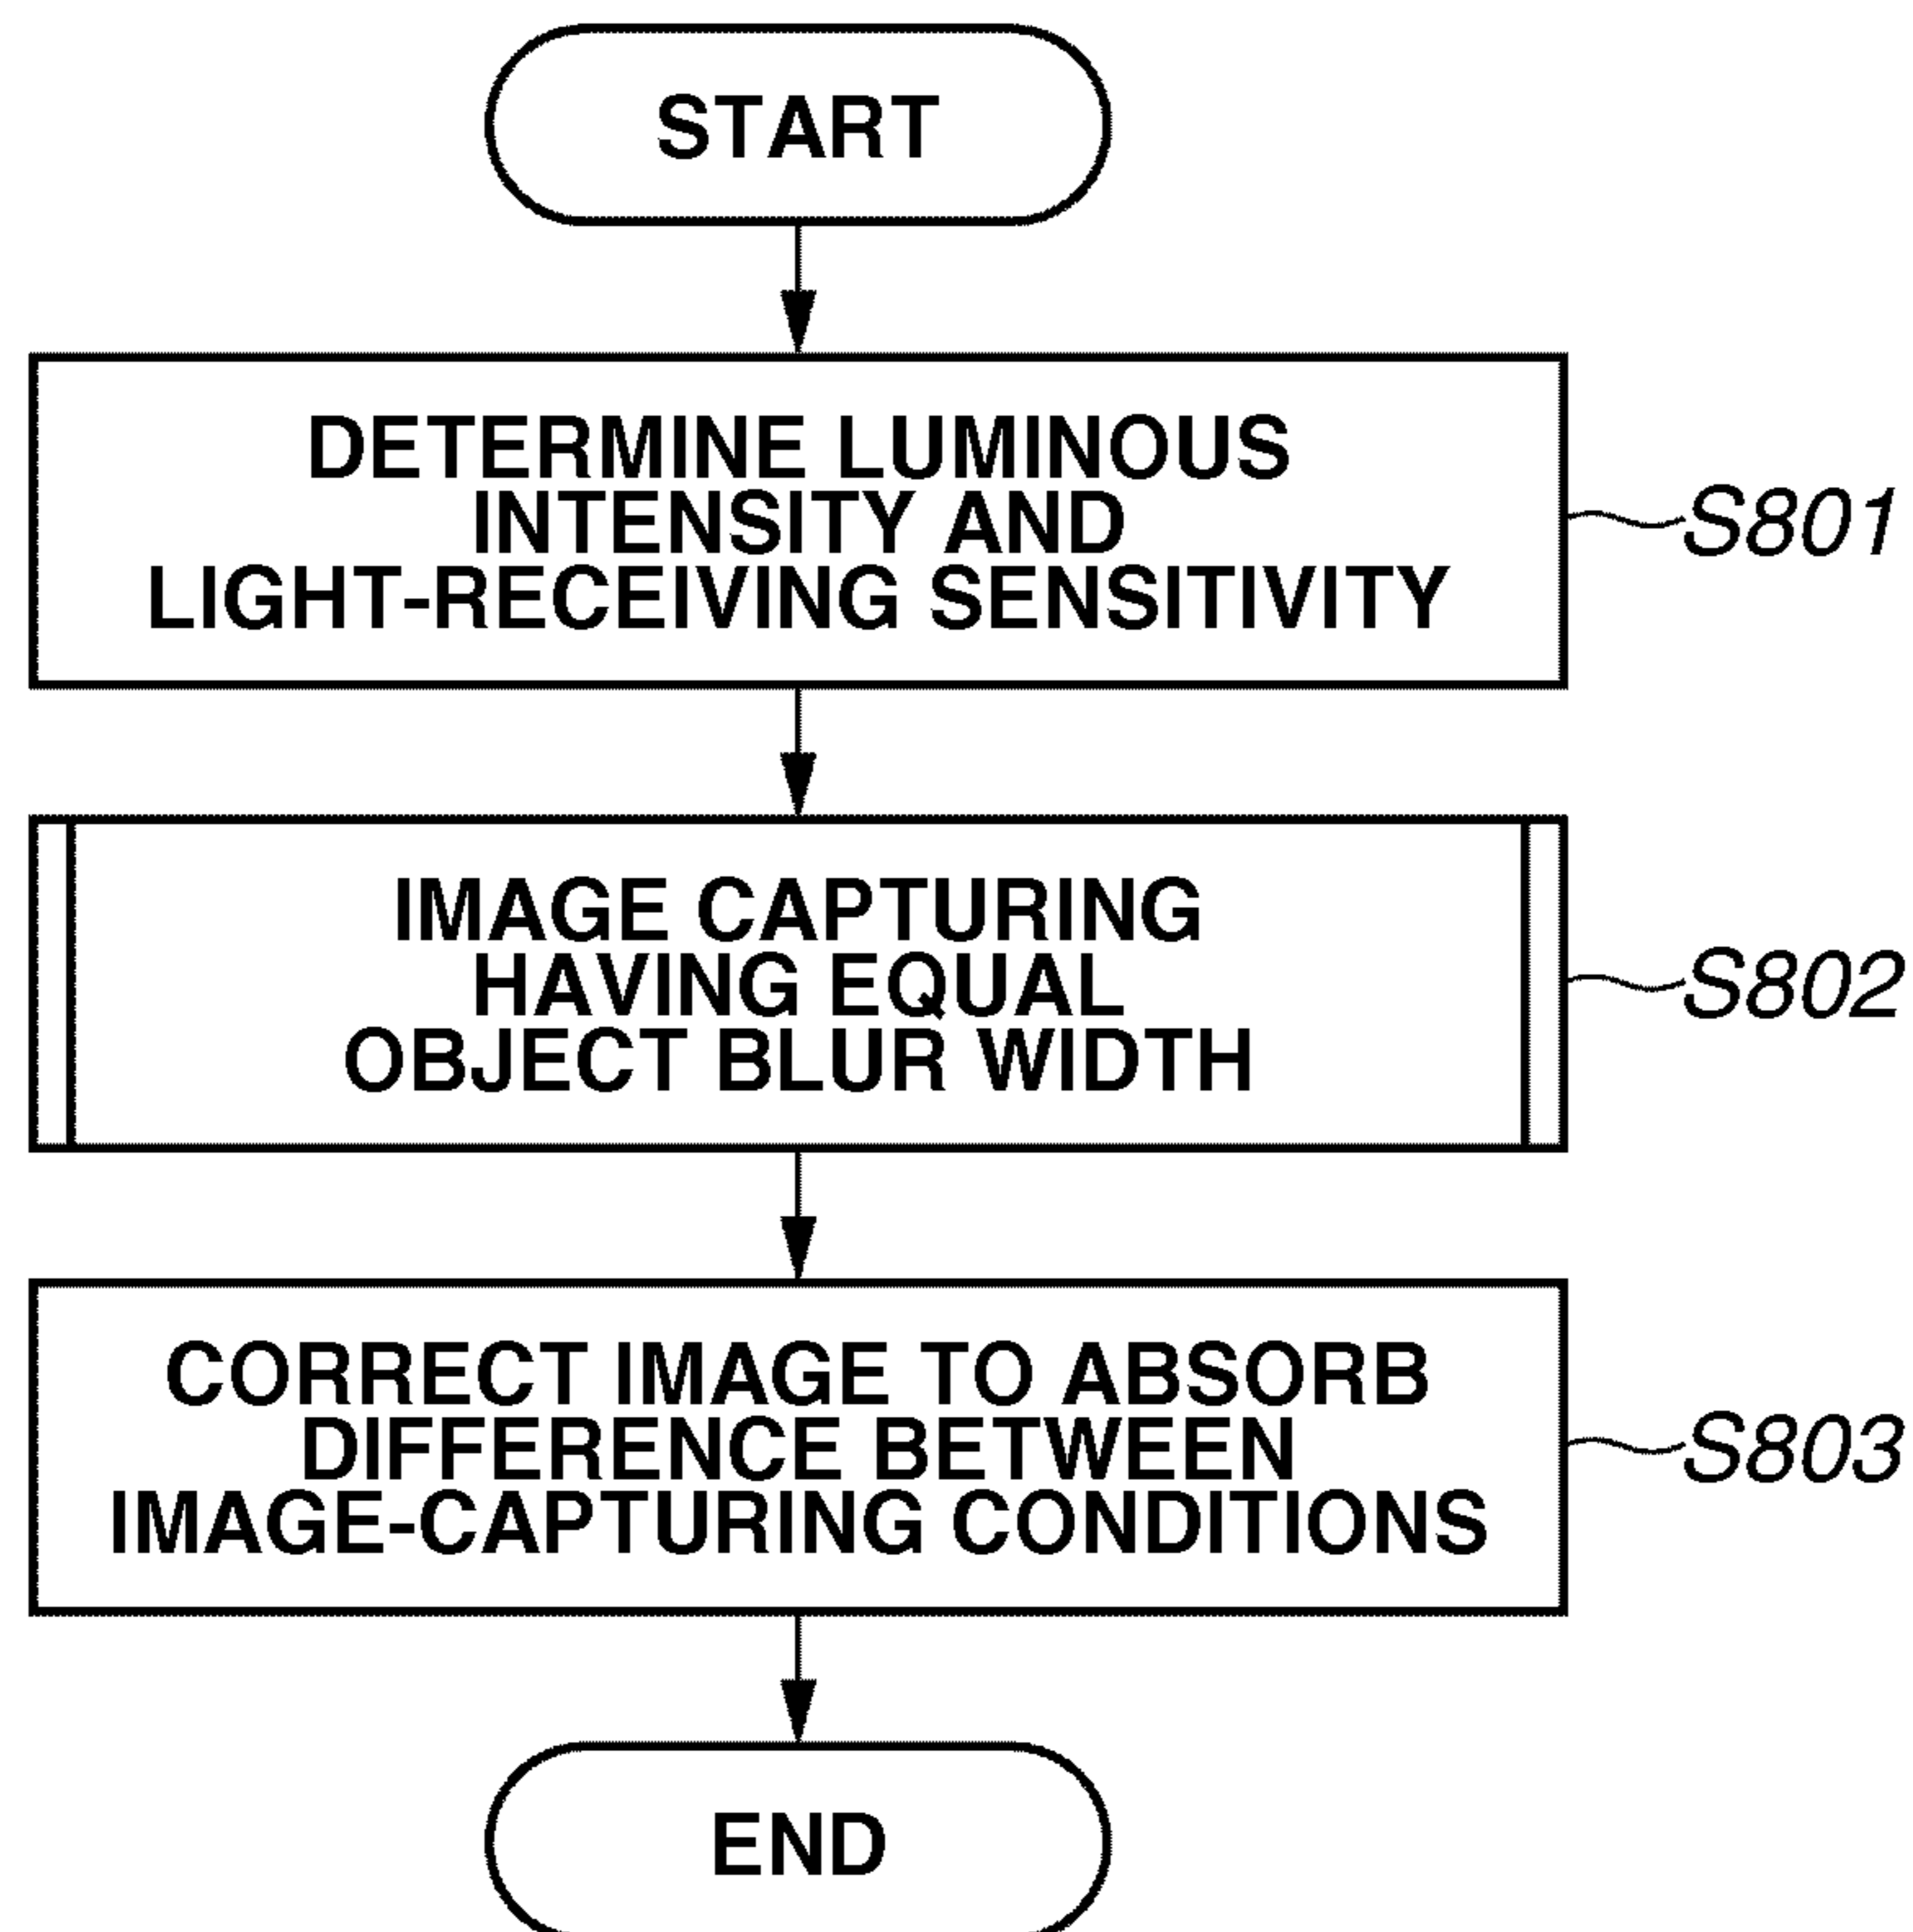 START
DETERMINE LUMINOUS
INTENSITY AND
LIGHT-RECEIVING SENSITIVITY
S801
IMAGE CAPTURING
HAVING EQUAL
OBJECT BLUR WIDTH
S802
CORRECT IMAGE TO ABSORB
DIFFERENCE BETWEEN
IMAGE-CAPTURING CONDITIONS
S803
END